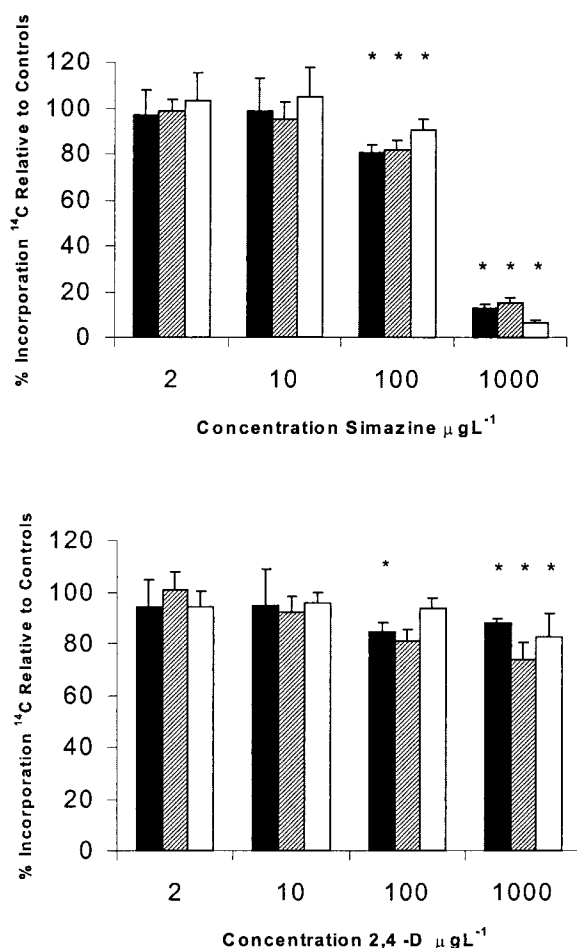 % Incorporation ¹⁴C Relative to Controls
120
100
80
60
40
20
0
* * *
* * *
2 10 100 1000
Concentration Simazine μ gL⁻¹
% Incorporation ¹⁴C Relative to Controls
120
100
80
60
40
20
0
*
* * *
2 10 100 1000
Concentration 2,4 -D μ gL⁻¹